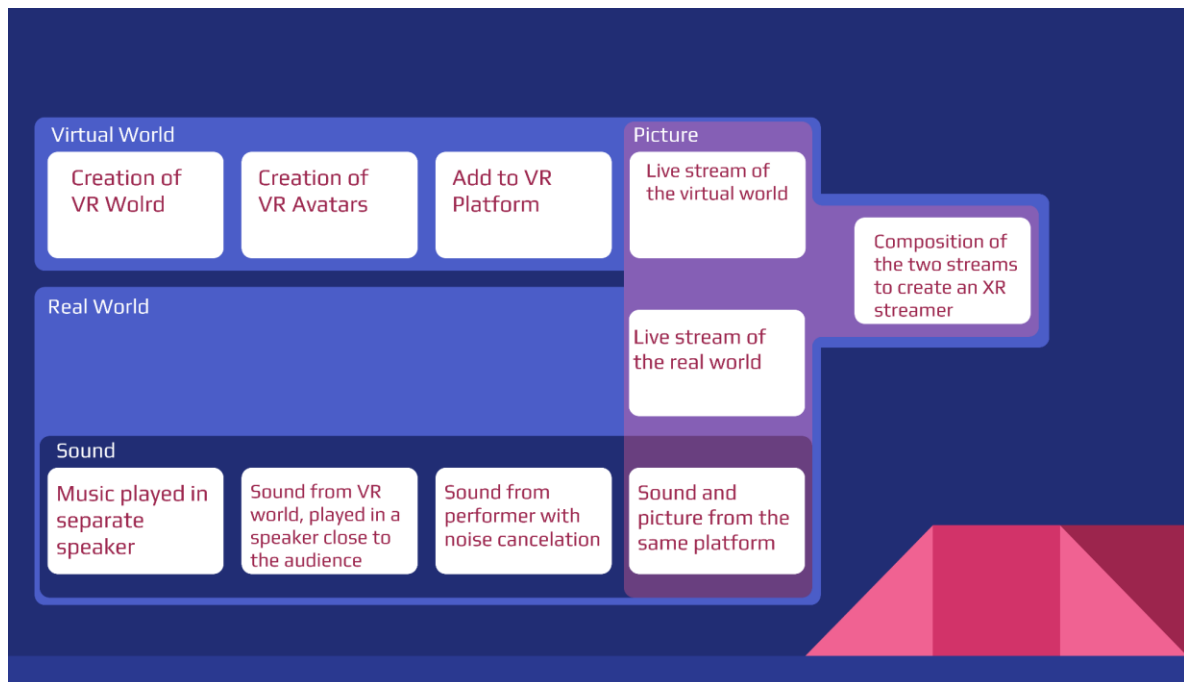 Virtual World
Picture
Creation of
VR Wolrd
Creation of
VR Avatars
Add to VR
Platform
Live stream of
the virtual world
Composition of
the two streams
to create an XR
streamer
Real World
Live stream of
the real world
Sound
Music played in
separate
speaker
Sound from VR
world, played in a
speaker close to
the audience
Sound from
performer with
noise cancelation
Sound and
picture from the
same platform